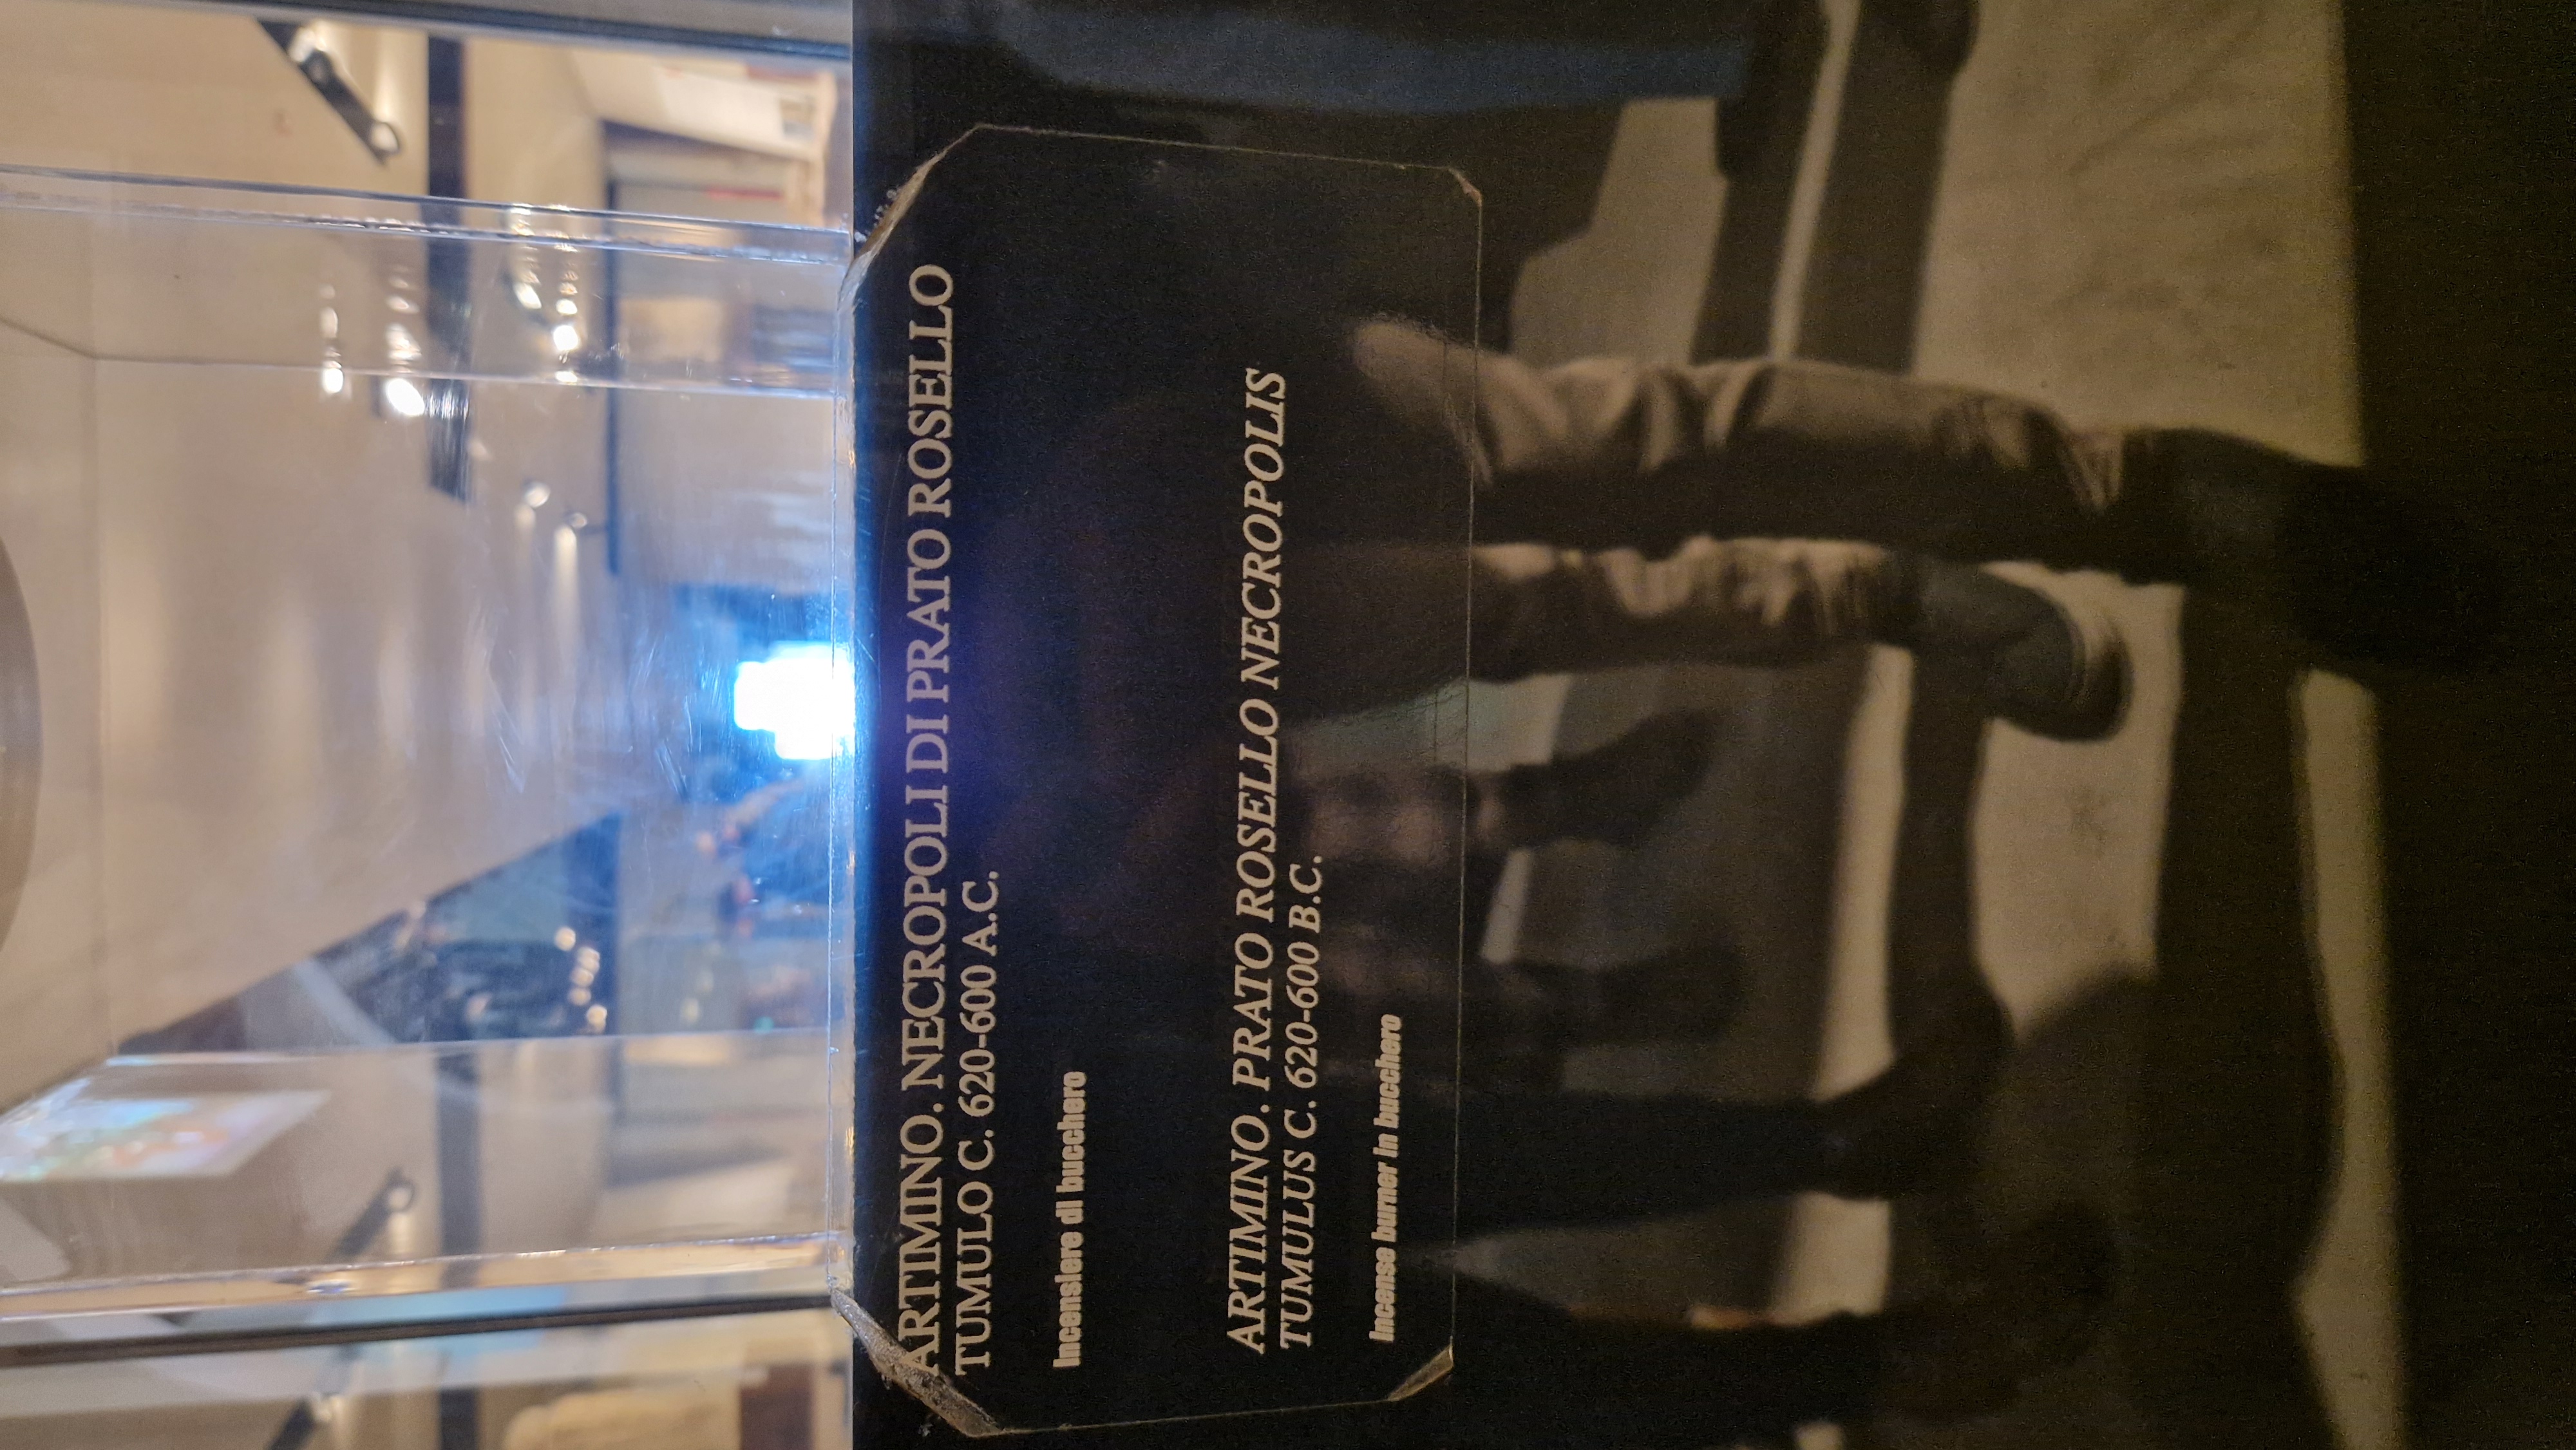 ARTIMINO. NECROPOLI DI PRATO ROSELLO
TUMULO C. 620-600 A.C.
Incensiere di bucchero
ARTIMINO. PRATO ROSELLO NECROPOLIS
TUMULUS C. 620-600 B.C.
Incense burner in bucchero